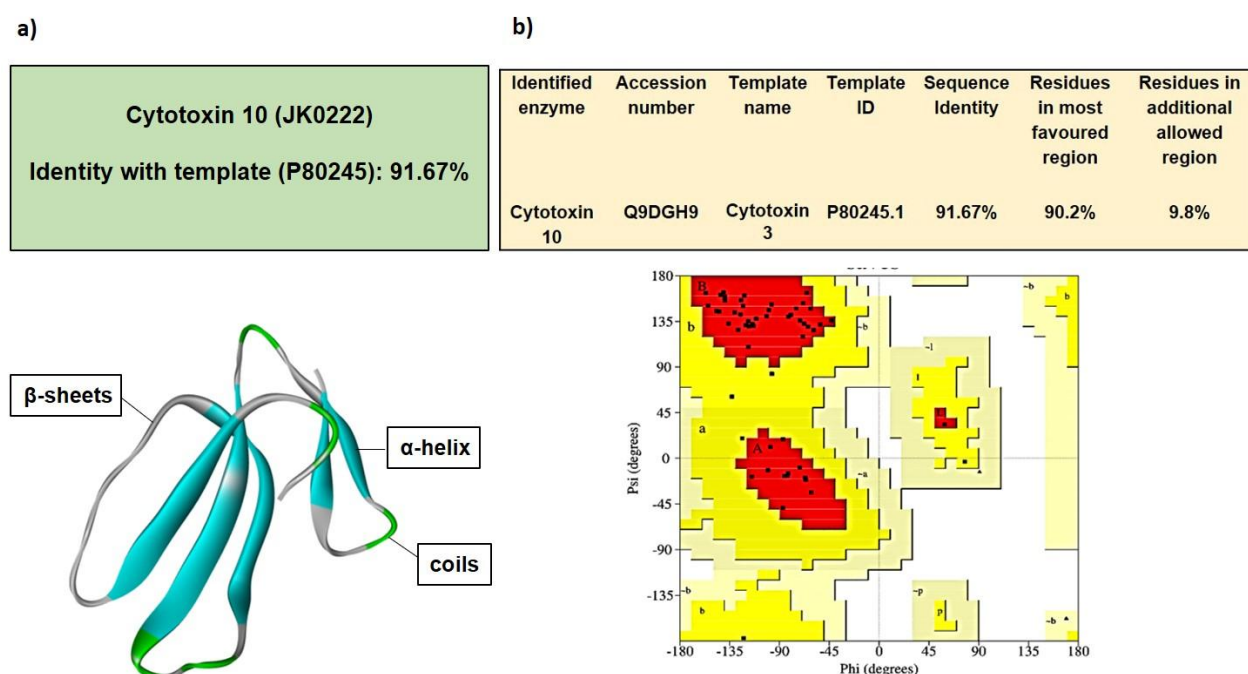 a)
Cytotoxin 10 (JK0222)
Identity with template (P80245): 91.67%
β-sheets
α-helix
coils
b)
Identified enzyme Accession number Template name Template ID Sequence Identity Residues in most favoured region Residues in additional allowed region
Cytotoxin 10 Q9DGH9 Cytotoxin 3 P80245.1 91.67% 90.2% 9.8%
180
135
90
45
0
-45
-90
-135
-180 -135 -90 -45 0 45 90 135 180
Psi (degrees)
Phi (degrees)
B
b
~b
~b
b
~l
l
L
a
A
~a
~b
b
~p
p
~b